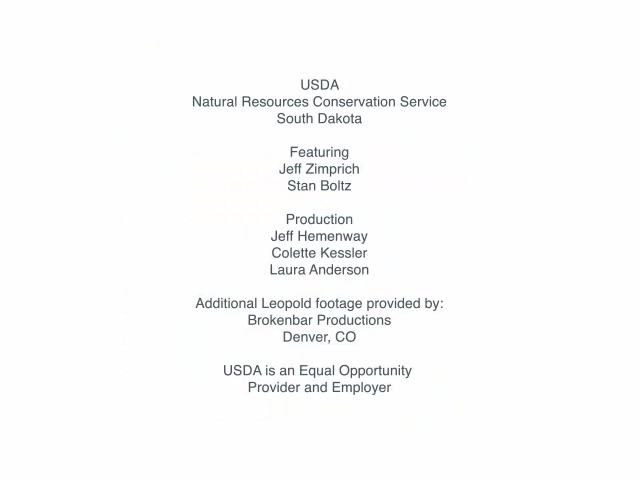 USDA
Natural Resources Conservation Service
South Dakota
Featuring
Jeff Zimprich
Stan Boltz
Production
Jeff Hemenway
Colette Kessler
Laura Anderson
Additional Leopold footage provided by:
Brokenbar Productions
Denver, CO
USDA is an Equal Opportunity
Provider and Employer